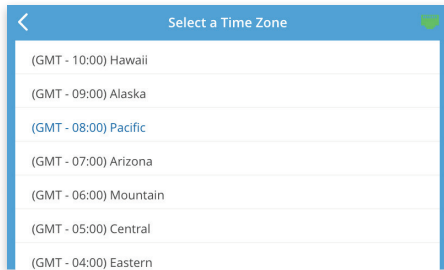 Select a Time Zone
(GMT - 10:00) Hawaii
(GMT - 09:00) Alaska
(GMT - 08:00) Pacific
(GMT - 07:00) Arizona
(GMT - 06:00) Mountain
(GMT - 05:00) Central
(GMT - 04:00) Eastern